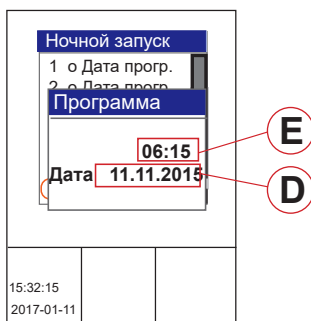 Ночной запуск
1 о Дата прогр.
2 о Дата прогр
Программа
06:15
E
Дата 11.11.2015
D
15:32:15
2017-01-11